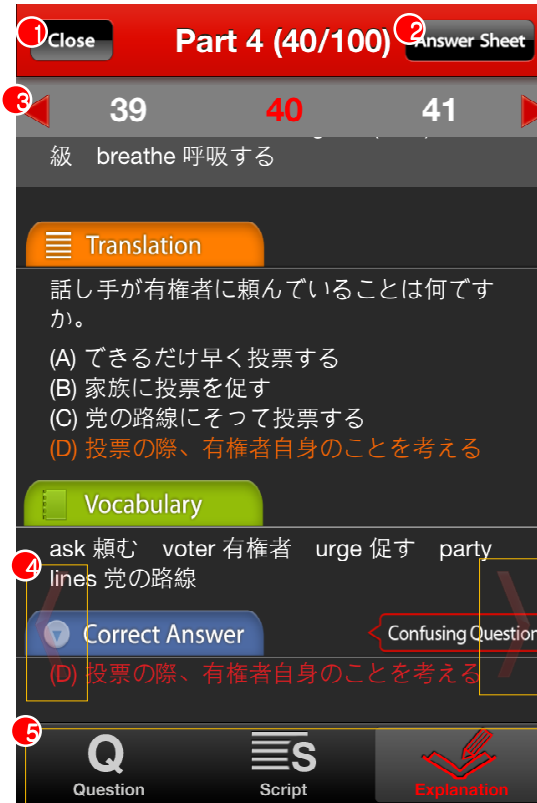 1 Close Part 4 (40/100) 2 Answer Sheet
3 39 40 41
級 breathe 呼吸する
Translation
話し手が有権者に頼んでいることは何です
か。
(A) できるだけ早く投票する
(B) 家族に投票を促す
(C) 党の路線にそって投票する
(D) 投票の際、有権者自身のことを考える
Vocabulary
ask 頼む voter 有権者 urge 促す party
4
lines 党の路線
Correct Answer Confusing Question
(D) 投票の際、有権者自身のことを考える
5
Q S
Question Script Explanation